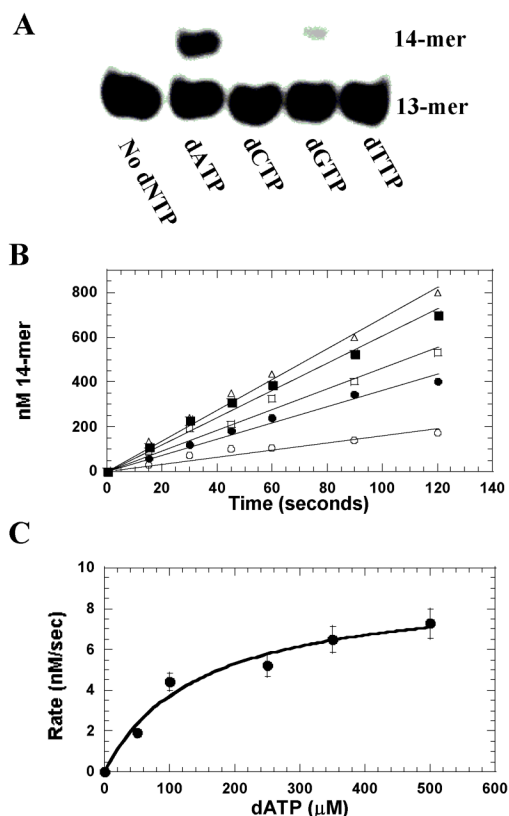 A
14-mer
13-mer
No dNTP
dATP
dCTP
dGTP
dTTP
B
800
600
400
200
0
nM 14-mer
0 20 40 60 80 100 120 140
Time (seconds)
C
10
8
6
4
2
0
Rate (nM/sec)
0 100 200 300 400 500 600
dATP (μM)